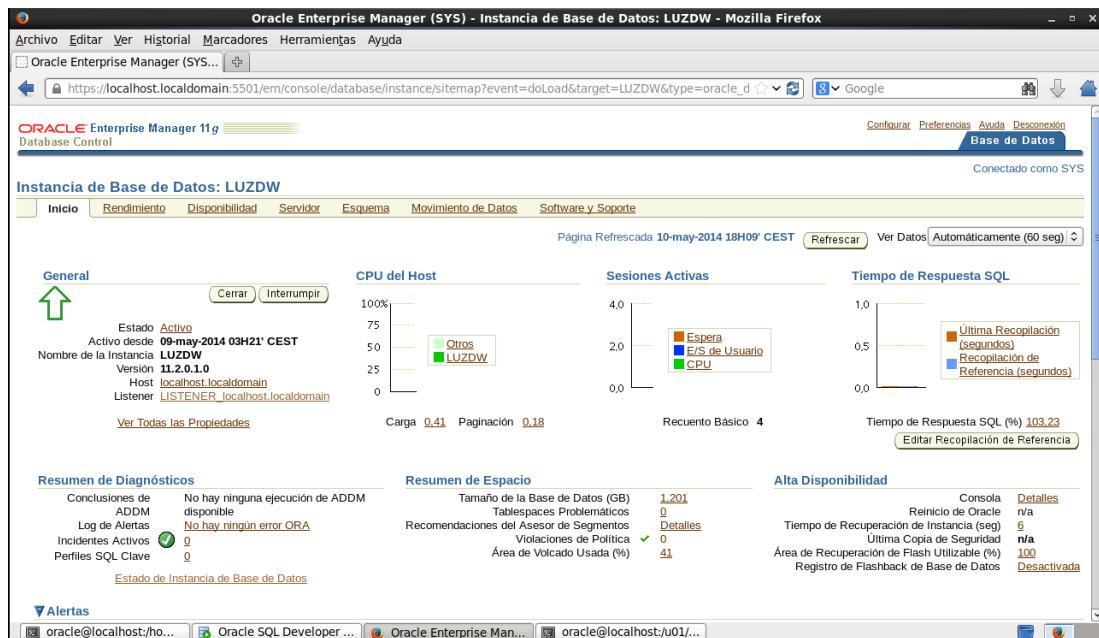 Oracle Enterprise Manager (SYS) - Instancia de Base de Datos: LUZDW - Mozilla Firefox
Archivo Editar Ver Historial Marcadores Herramientas Ayuda
Oracle Enterprise Manager (SYS...
https://localhost.localdomain:5501/em/console/database/instance/sitemap?event=doLoad&target=LUZDW&type=oracle_d
Google
ORACLE Enterprise Manager 11g
Database Control
Configurar Preferencias Ayuda Desconexión
Base de Datos
Conectado como SYS
Instancia de Base de Datos: LUZDW
Inicio Rendimiento Disponibilidad Servidor Esquema Movimiento de Datos Software y Soporte
Página Refrescada 10-may-2014 18H09' CEST Refrescar Ver Datos Automáticamente (60 seg)
General
Cerrar Interrumpir
Estado Activo
Activo desde 09-may-2014 03H21' CEST
Nombre de la Instancia LUZDW
Versión 11.2.0.1.0
Host localhost.localdomain
Listener LISTENER_localhost.localdomain
Ver Todas las Propiedades
CPU del Host
100%
75
50
25
0
Otros
LUZDW
Carga 0,41 Paginación 0,18
Sesiones Activas
4,0
2,0
0,0
Espera
E/S de Usuario
CPU
Recuento Básico 4
Tiempo de Respuesta SQL
1,0
0,5
0,0
Última Recopilación
(segundos)
Recopilación de
Referencia (segundos)
Tiempo de Respuesta SQL (%) 103,23
Editar Recopilación de Referencia
Resumen de Diagnósticos
Conclusiones de ADDM No hay ninguna ejecución de ADDM disponible
Log de Alertas No hay ningún error ORA
Incidentes Activos 0
Perfiles SQL Clave 0
Estado de Instancia de Base de Datos
Resumen de Espacio
Tamaño de la Base de Datos (GB) 1,201
Tablespaces Problemáticos 0
Recomendaciones del Asesor de Segmentos Detalles
Violaciones de Política 0
Área de Volcado Usada (%) 41
Alta Disponibilidad
Consola Detalles
Reinicio de Oracle n/a
Tiempo de Recuperación de Instancia (seg) 6
Última Copia de Seguridad n/a
Área de Recuperación de Flash Utilizable (%) 100
Registro de Flashback de Base de Datos Desactivada
Alertas
oracle@localhost:/ho... Oracle SQL Developer ... Oracle Enterprise Man... oracle@localhost:/u01/...